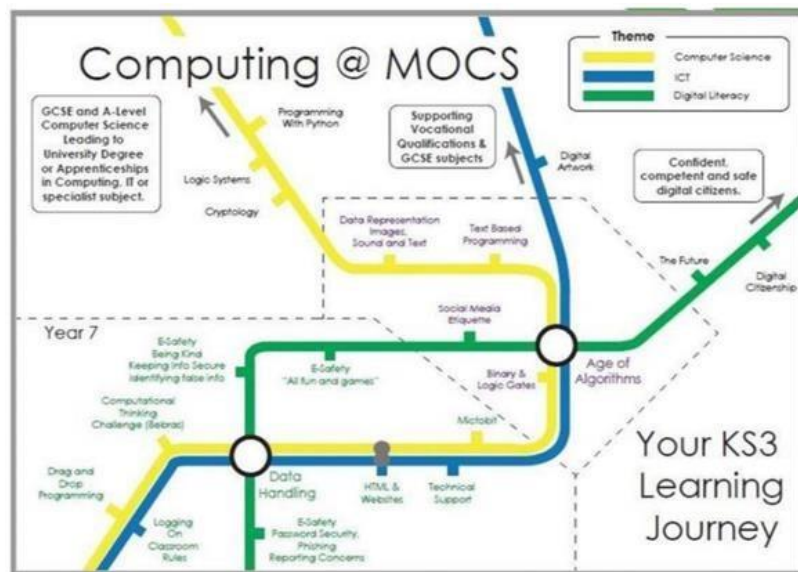 Computing @ MOCS
Theme
Computer Science
ICT
Digital Literacy
GCSE and A-Level
Computer Science
Leading to
University Degree
or Apprenticeships
in Computing, IT or
specialist subject.
Programming
With Python
Logic Systems
Cryptology
Supporting
Vocational
Qualifications &
GCSE subjects
Digital
Artwork
Confident,
competent and safe
digital citizens.
Data Representation
Images,
Sound and Text
Text Based
Programming
The Future
Digital
Citizenship
Year 7
Social Media
Etiquette
E-Safety
Being Kind
Keeping Info Secure
Identifying false info
E-Safety
"All fun and games"
Binary &
Logic Gates
Age of
Algorithms
Computational
Thinking
Challenge (Bebras)
Mictobit
Drag and
Drop
Programming
Data
Handling
HTML &
Websites
Technical
Support
Logging
On
Classroom
Rules
E-Safety
Password Security,
Phishing
Reporting Concerns
Your KS3
Learning
Journey